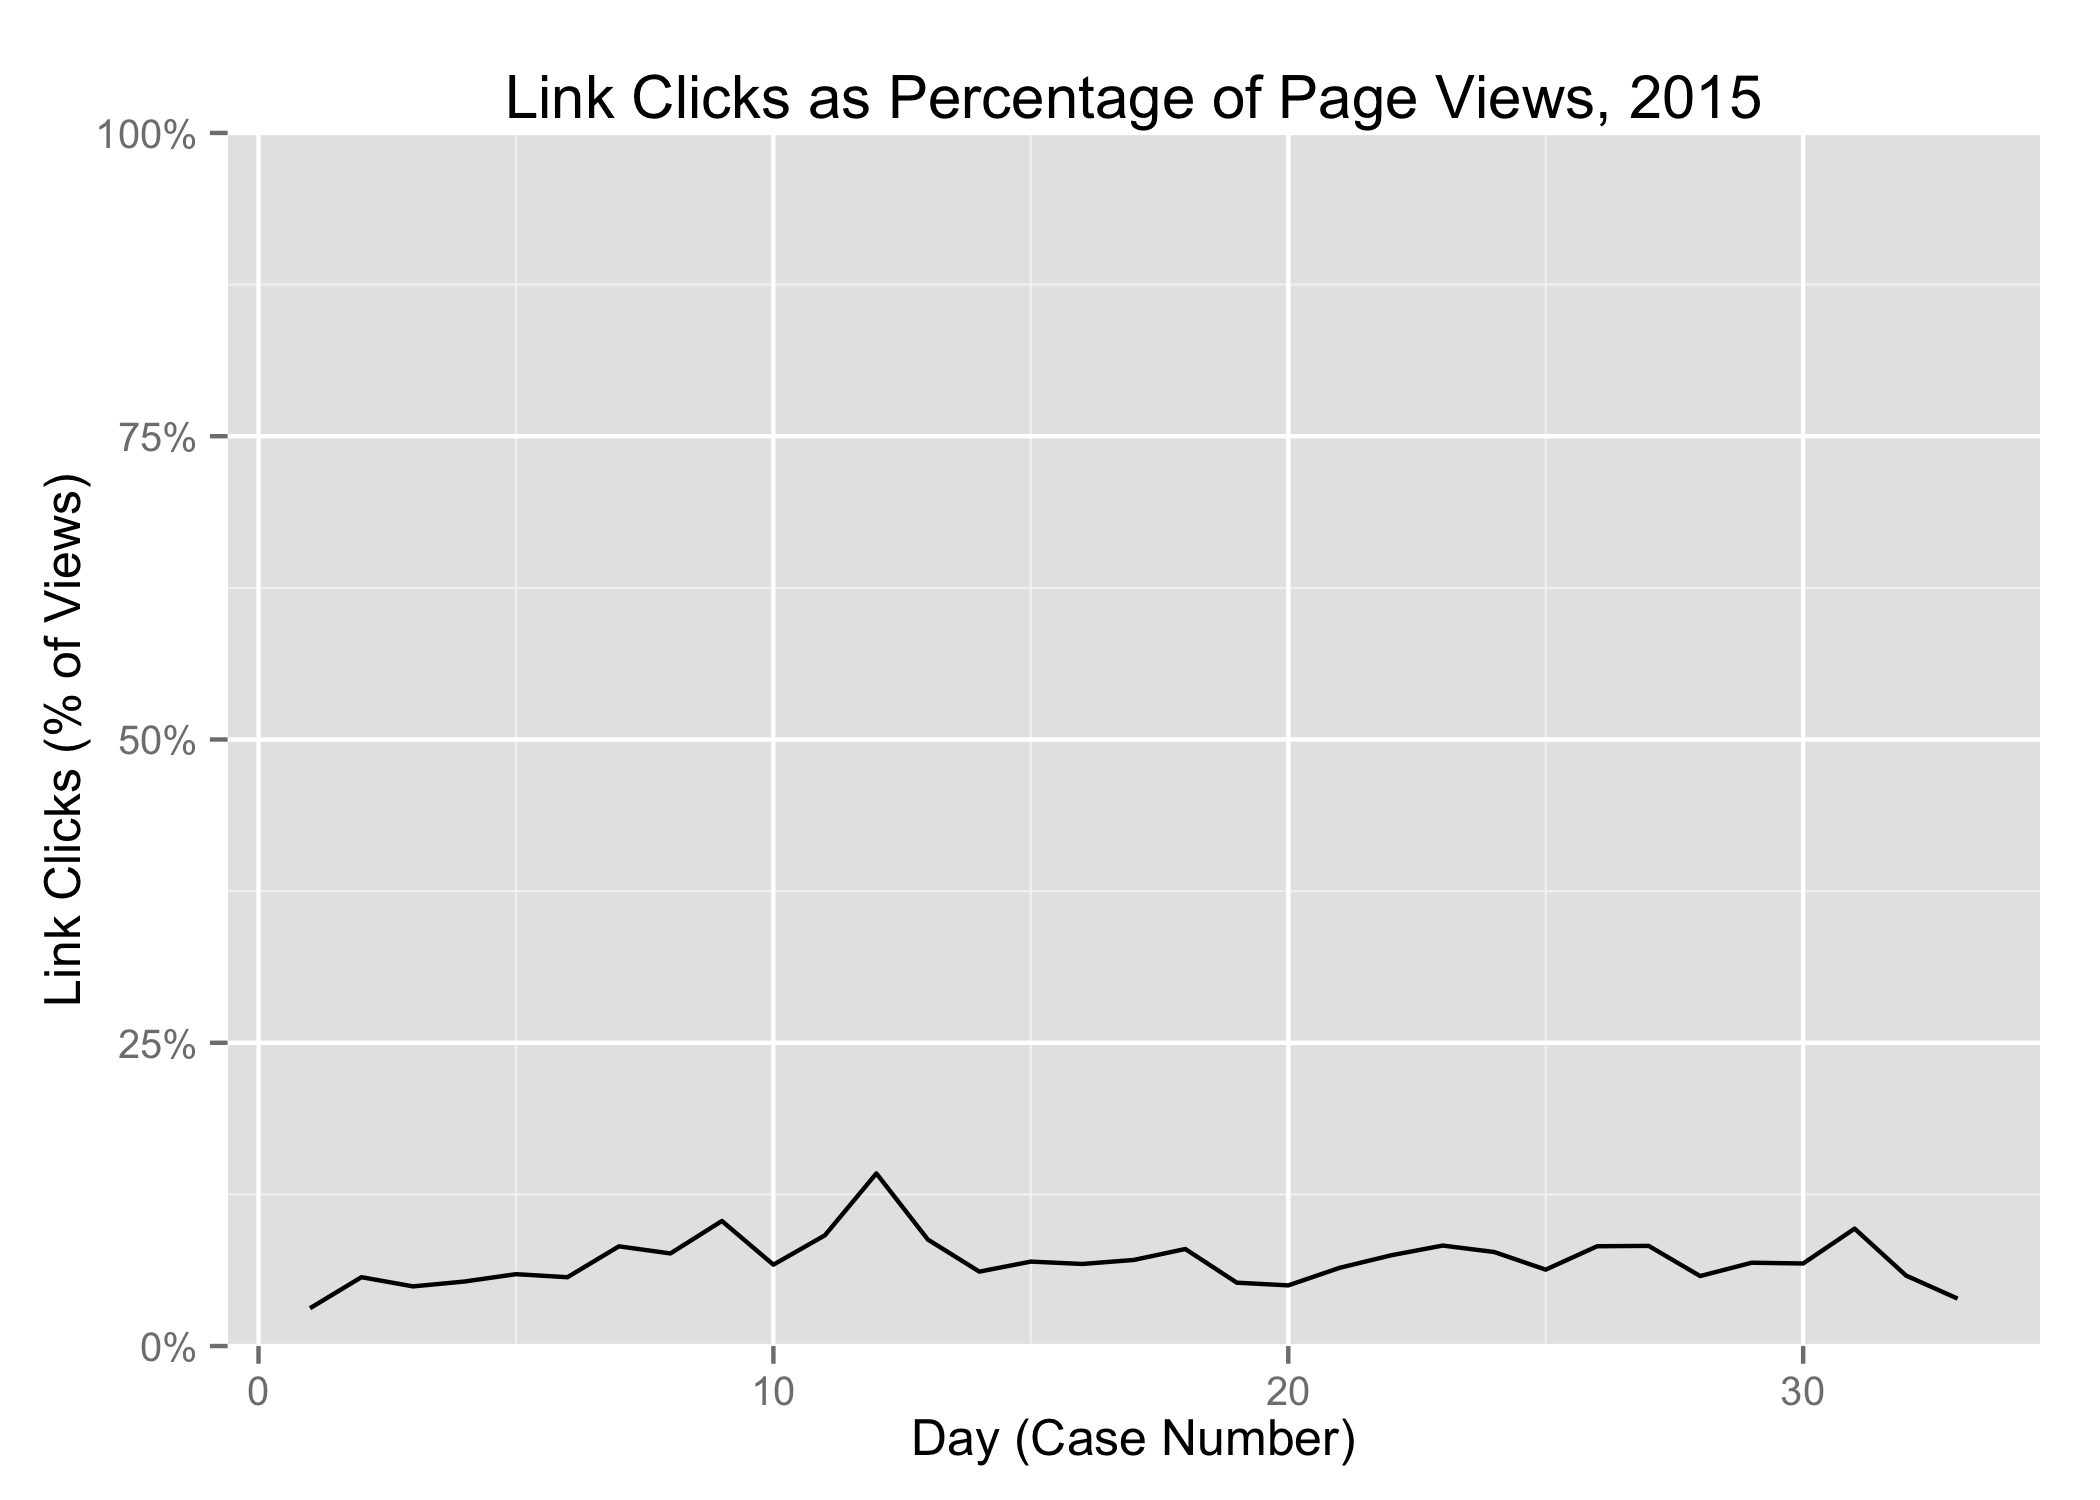 Link Clicks as Percentage of Page Views, 2015
100%
75%
50%
25%
0%
Link Clicks (% of Views)
0 10 20 30
Day (Case Number)